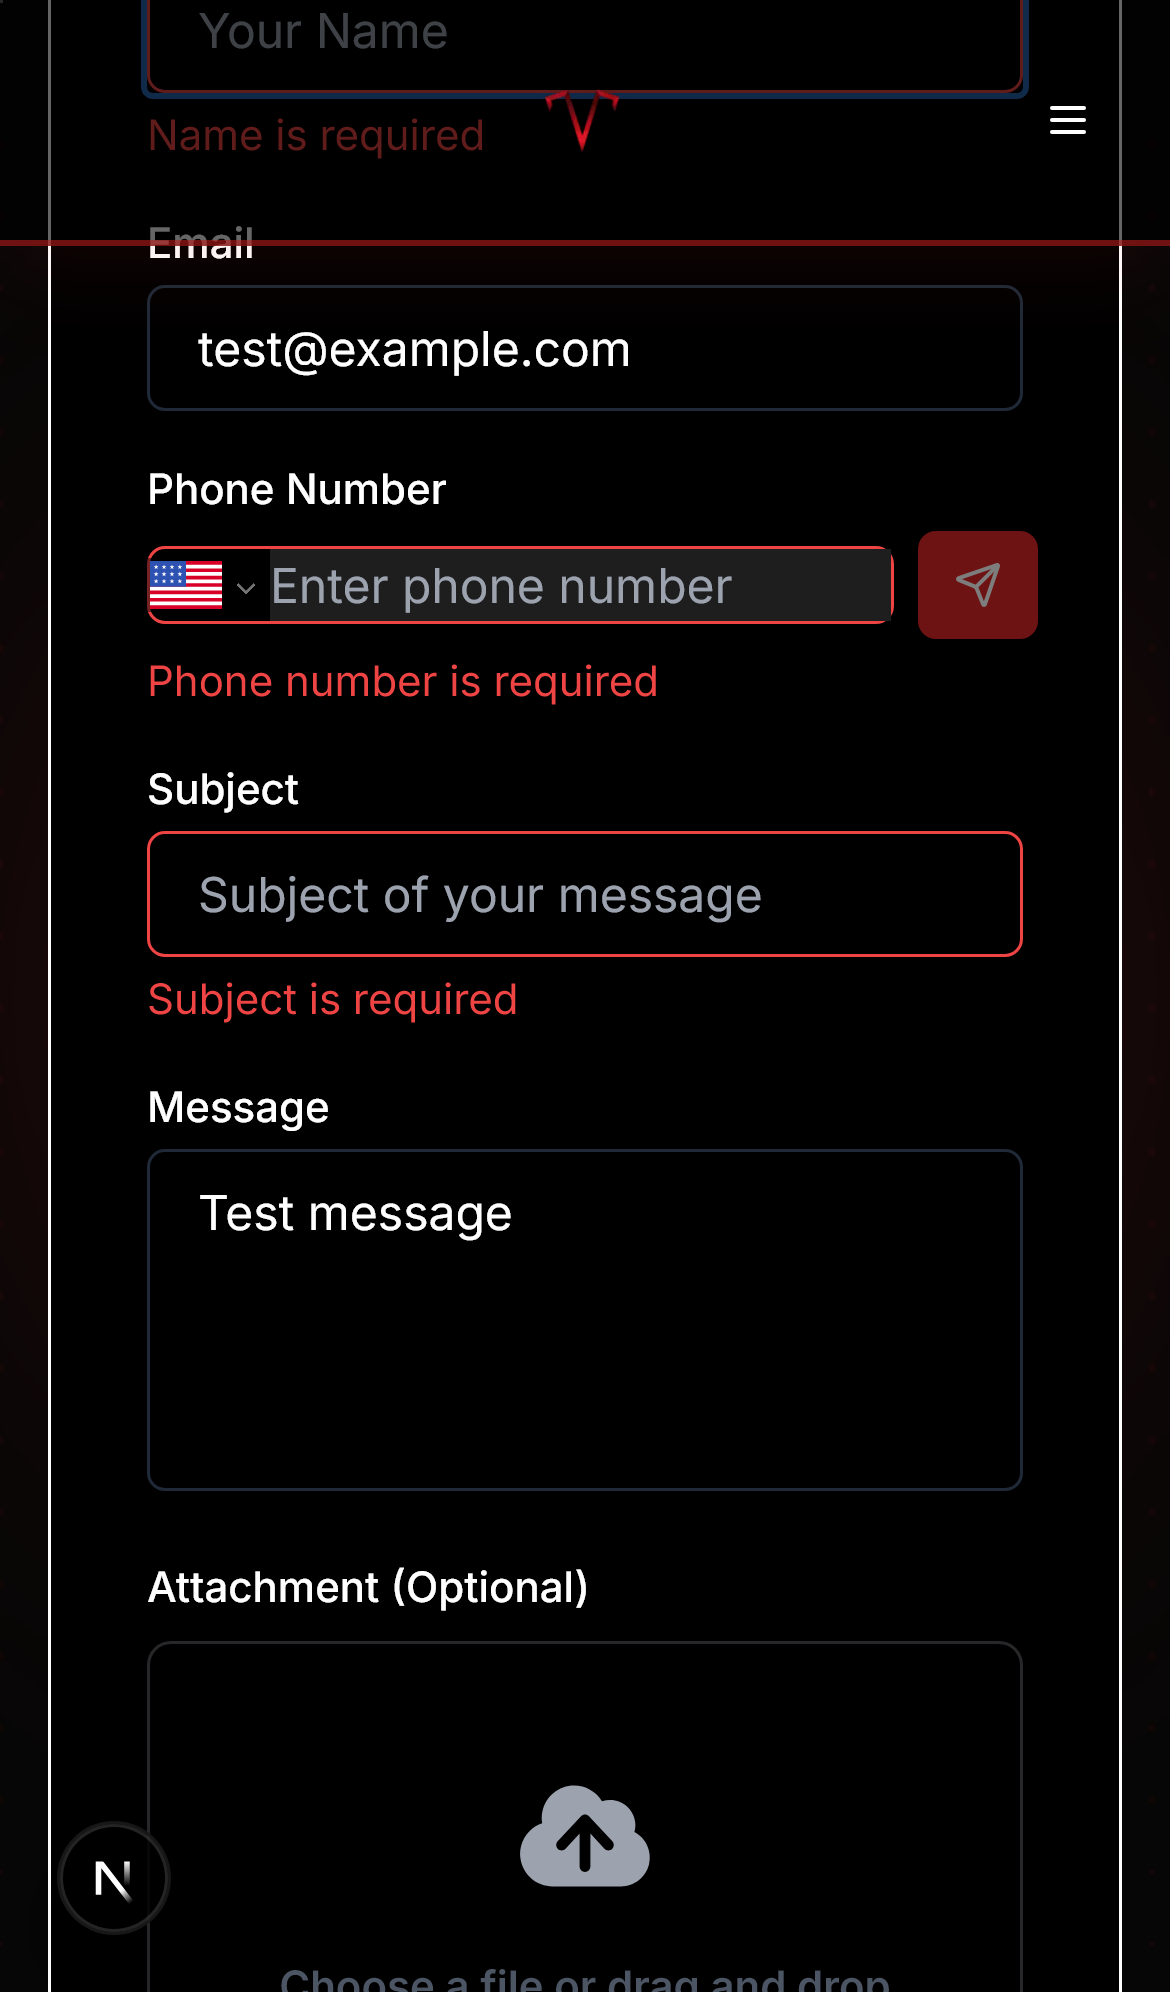 Your Name
Name is required
Email
test@example.com
Phone Number
Enter phone number
Phone number is required
Subject
Subject of your message
Subject is required
Message
Test message
Attachment (Optional)
N
Choose a file or drag and drop